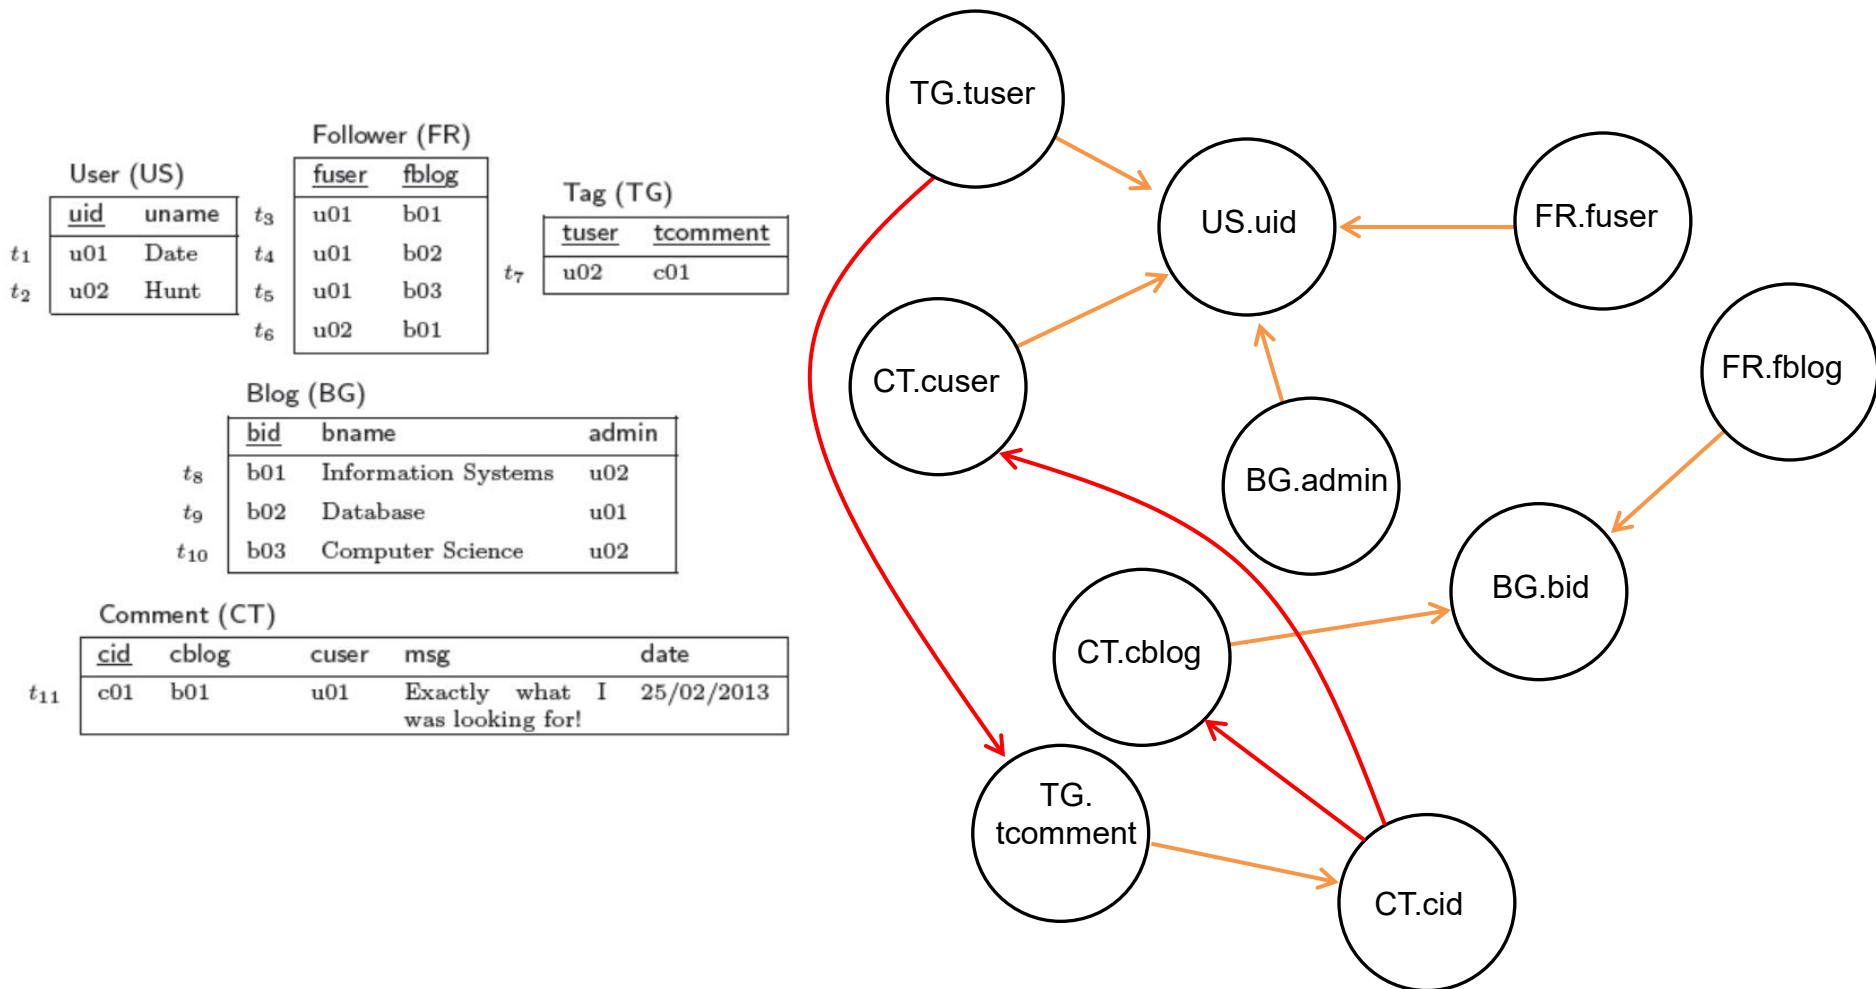 User (US)
uid uname
t1 u01 Date
t2 u02 Hunt
Follower (FR)
fuser fblog
t3 u01 b01
t4 u01 b02
t5 u01 b03
t6 u02 b01
Tag (TG)
tuser tcomment
t7 u02 c01
Blog (BG)
bid bname admin
t8 b01 Information Systems u02
t9 b02 Database u01
t10 b03 Computer Science u02
Comment (CT)
cid cblog cuser msg date
t11 c01 b01 u01 Exactly what I 25/02/2013
was looking for!
TG.tuser
US.uid
FR.fuser
CT.cuser
FR.fblog
BG.admin
BG.bid
CT.cblog
TG.
tcomment
CT.cid